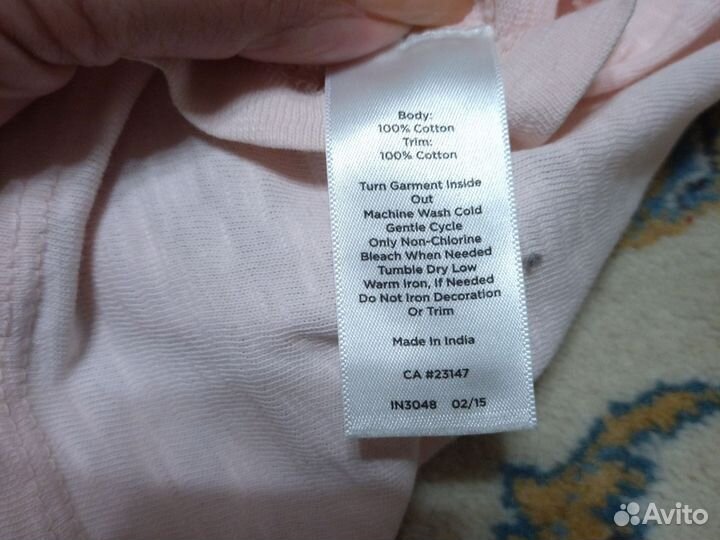 Body:
100% Cotton
Trim:
100% Cotton
Turn Garment Inside
Out
Machine Wash Cold
Gentle Cycle
Only Non-Chlorine
Bleach When Needed
Tumble Dry Low
Warm Iron, If Needed
Do Not Iron Decoration
Or Trim
Made In India
CA #23147
IN3048 02/15
Avito